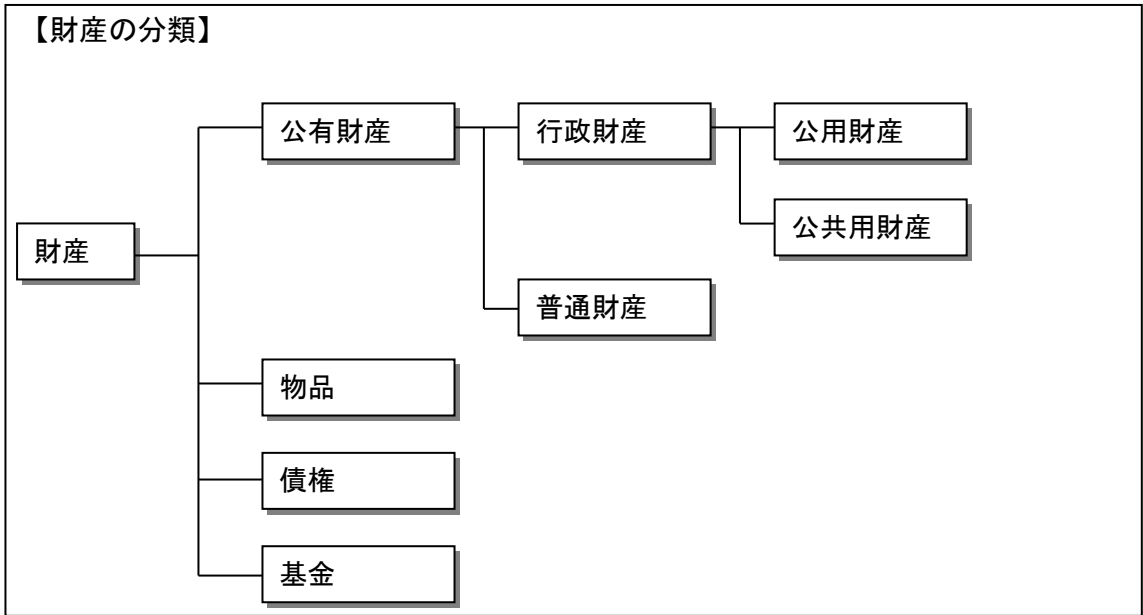 【財産の分類】
公有財産
行政財産
公用財産
公共用財産
財産
普通財産
物品
債権
基金